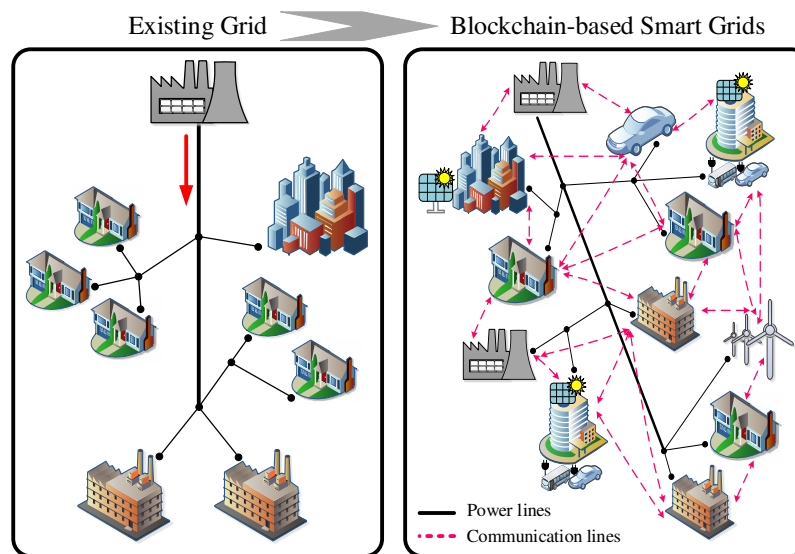 Existing Grid
Blockchain-based Smart Grids
Power lines
Communication lines